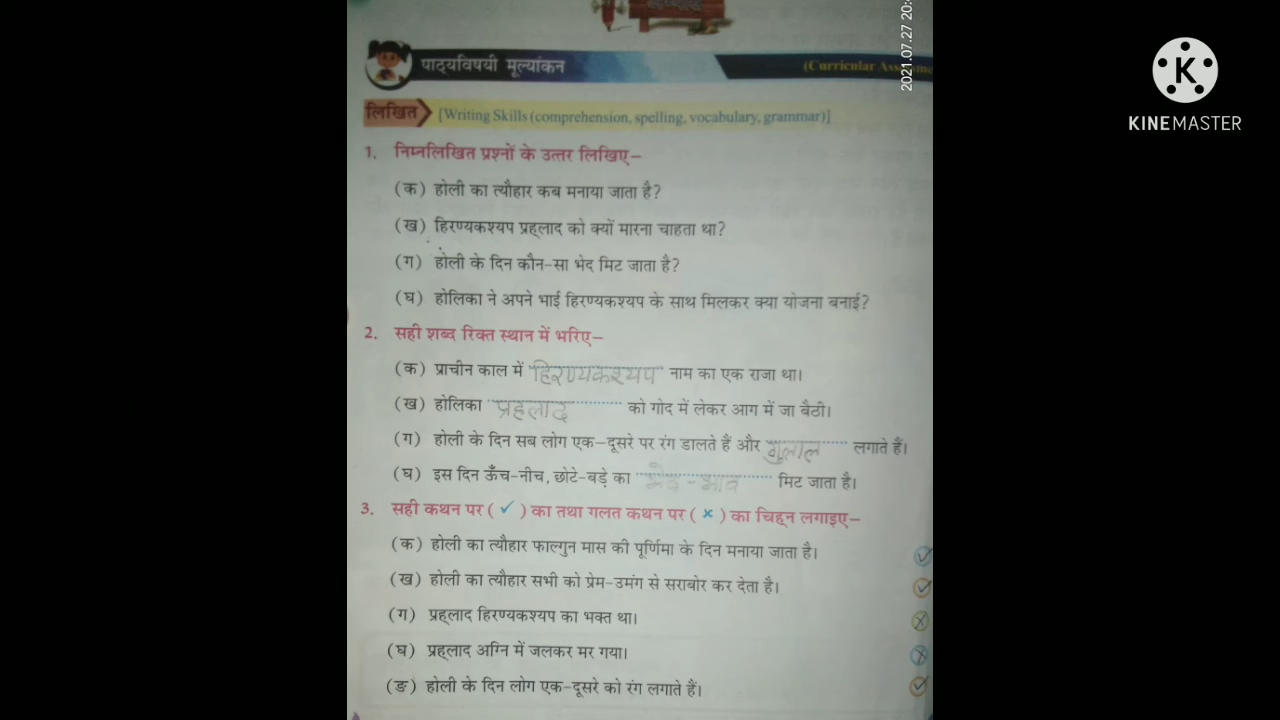 पाठ्यविषयी मूल्यांकन
(Curricular
लिखित [Writing Skills (comprehension, spelling, vocabulary, grammar)]
1. निम्नलिखित प्रश्नों के उत्तर लिखिए–
(क) होली का त्यौहार कब मनाया जाता है?
(ख) हिरण्यकश्यप प्रह्लाद को क्यों मारना चाहता था?
(ग) होली के दिन कौन-सा भेद मिट जाता है?
(घ) होलिका ने अपने भाई हिरण्यकश्यप के साथ मिलकर क्या योजना बनाई?
2. सही शब्द रिक्त स्थान में भरिए–
(क) प्राचीन काल में हिरण्यकश्यप नाम का एक राजा था।
(ख) होलिका प्रहलाद को गोद में लेकर आग में जा बैठी।
(ग) होली के दिन सब लोग एक-दूसरे पर रंग डालते हैं और गुलाल लगाते हैं।
(घ) इस दिन ऊँच-नीच, छोटे-बड़े का भेद-भाव मिट जाता है।
3. सही कथन पर ( ✓ ) का तथा गलत कथन पर ( × ) का चिह्न लगाइए–
(क) होली का त्यौहार फाल्गुन मास की पूर्णिमा के दिन मनाया जाता है। ✓
(ख) होली का त्यौहार सभी को प्रेम-उमंग से सराबोर कर देता है। ✓
(ग) प्रह्लाद हिरण्यकश्यप का भक्त था। ×
(घ) प्रह्लाद अग्नि में जलकर मर गया। ×
(ङ) होली के दिन लोग एक-दूसरे को रंग लगाते हैं। ✓
2021.07.27 20:
K
KINEMASTER